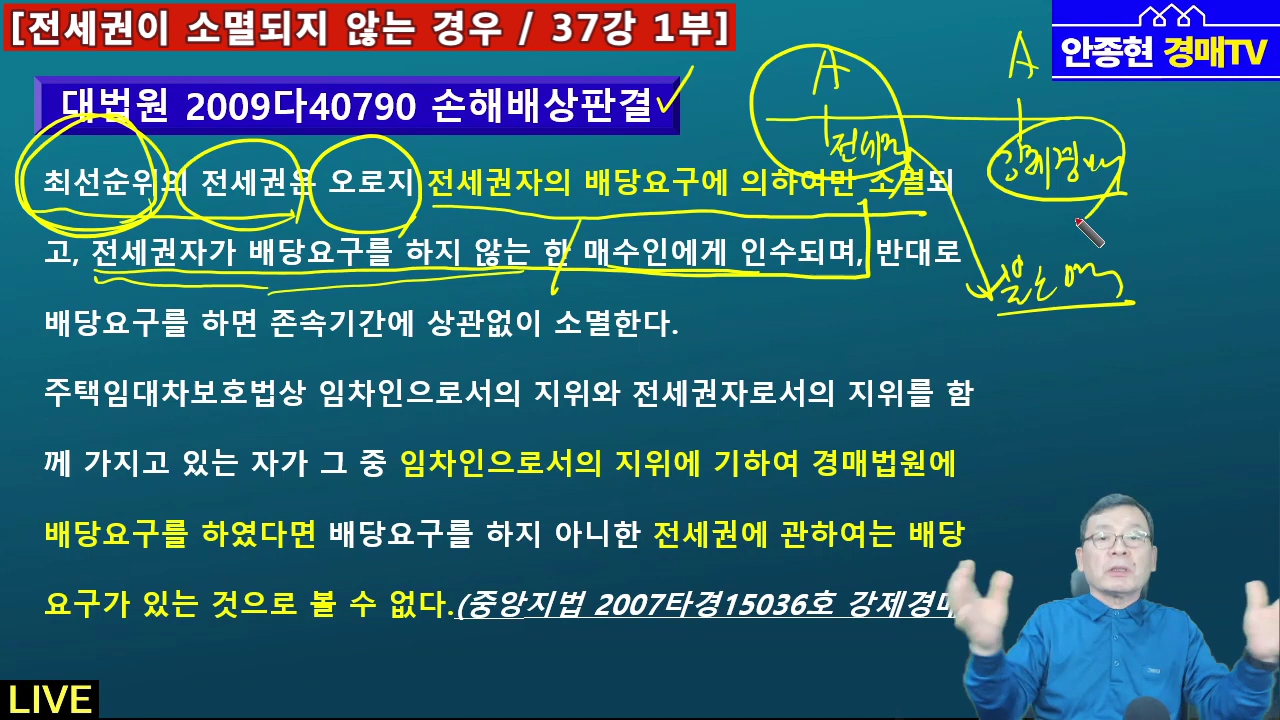 [전세권이 소멸되지 않는 경우 / 37강 1부]
안종현 경매TV
대법원 2009다40790 손해배상판결
A
A
강제경매
최선순위의 전세권은 오로지 전세권자의 배당요구에 의하여만 소멸되
고, 전세권자가 배당요구를 하지 않는 한 매수인에게 인수되며, 반대로
배당요구를 하면 존속기간에 상관없이 소멸한다.
주택임대차보호법상 임차인으로서의 지위와 전세권자로서의 지위를 함
께 가지고 있는 자가 그 중 임차인으로서의 지위에 기하여 경매법원에
배당요구를 하였다면 배당요구를 하지 아니한 전세권에 관하여는 배당
요구가 있는 것으로 볼 수 없다.(중앙지법 2007타경15036호 강제경매
LIVE